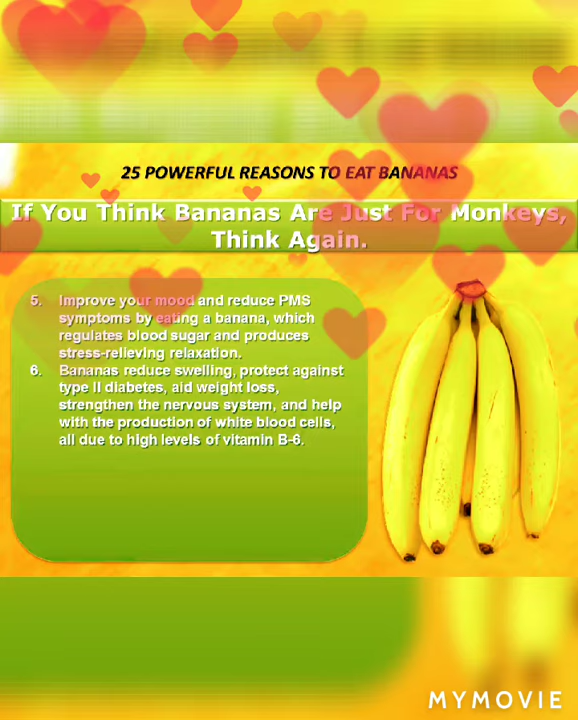 25 POWERFUL REASONS TO EAT BANANAS
If You Think Bananas Are Just For Monkeys,
Think Again.
5. Improve your mood and reduce PMS
symptoms by eating a banana, which
regulates blood sugar and produces
stress-relieving relaxation.
6. Bananas reduce swelling, protect against
type II diabetes, aid weight loss,
strengthen the nervous system, and help
with the production of white blood cells,
all due to high levels of vitamin B-6.
MYMOVIE